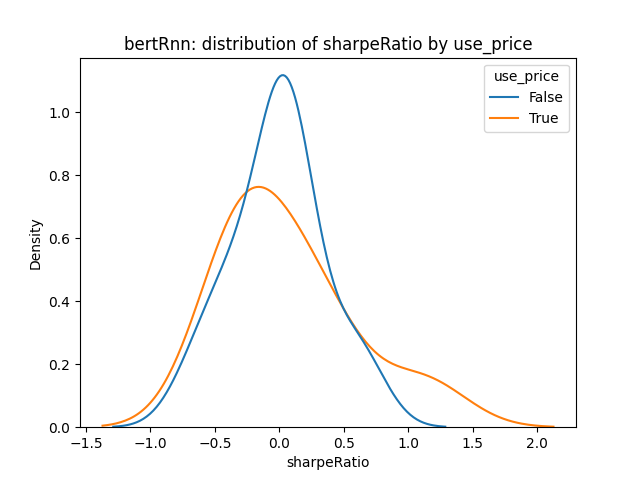 bertRnn: distribution of sharpeRatio by use_price
use_price
False
True
Density
1.0
0.8
0.6
0.4
0.2
0.0
−1.5 −1.0 −0.5 0.0 0.5 1.0 1.5 2.0
sharpeRatio